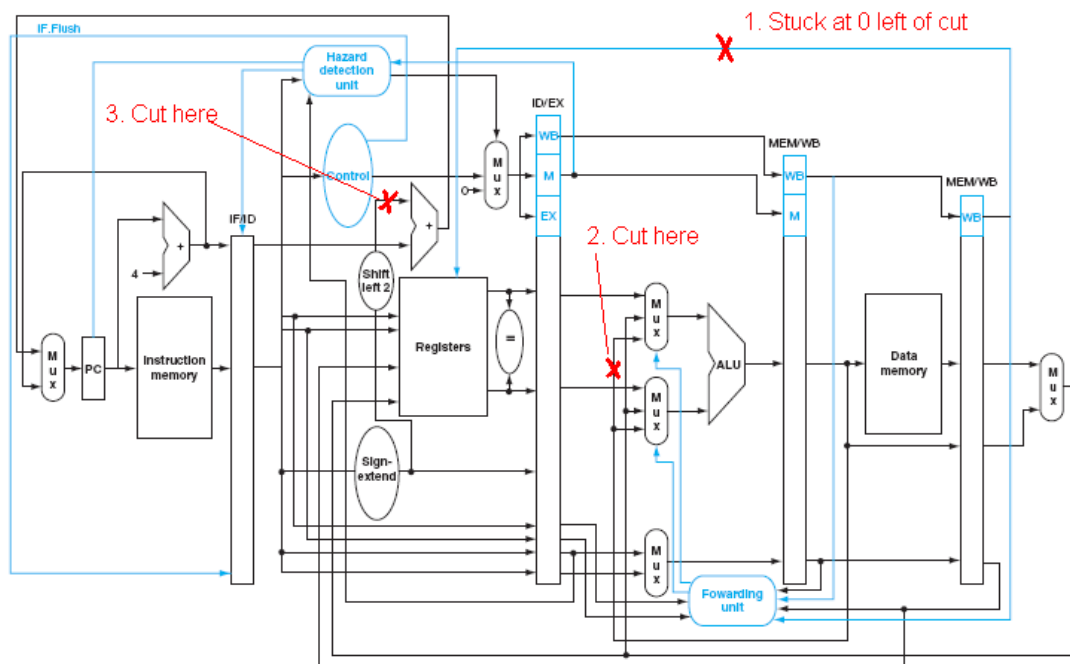 1. Stuck at 0 left of cut
IF.Flush
Hazard
detection
unit
3. Cut here
ID/EX
WB
MEM/WB
Control
M
u
x
0
M
WB
MEM/WB
IF/ID
EX
M
WB
+
+
2. Cut here
4
Shift
left 2
M
u
x
Registers
=
ALU
Data
memory
M
u
x
M
u
x
PC
Instruction
memory
M
u
x
Sign-
extend
M
u
x
Fowarding
unit